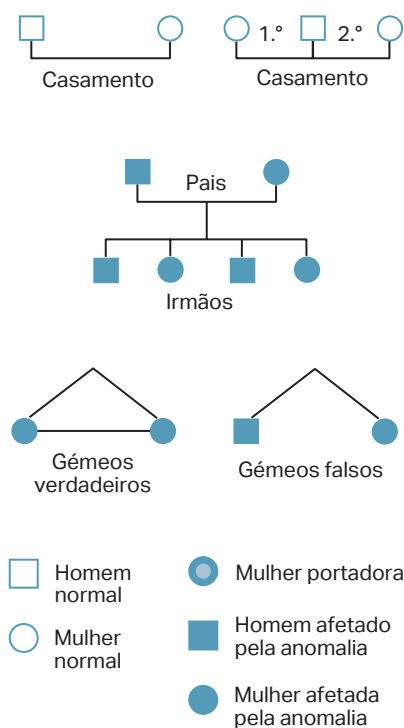 1.º 2.º
Casamento
Casamento
Pais
Irmãos
Gémeos
verdadeiros
Gémeos falsos
Homem
normal
Mulher
normal
Mulher portadora
Homem afetado
pela anomalia
Mulher afetada
pela anomalia